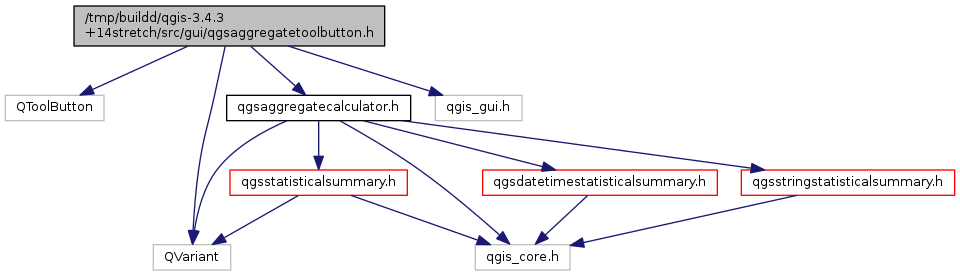 /tmp/buildd/qgis-3.4.3
+14stretch/src/gui/qgsaggregatetoolbutton.h
QToolButton
qgsaggregatecalculator.h
qgis_gui.h
qgsstatisticalsummary.h
qgsdatetimestatisticalsummary.h
qgsstringstatisticalsummary.h
QVariant
qgis_core.h